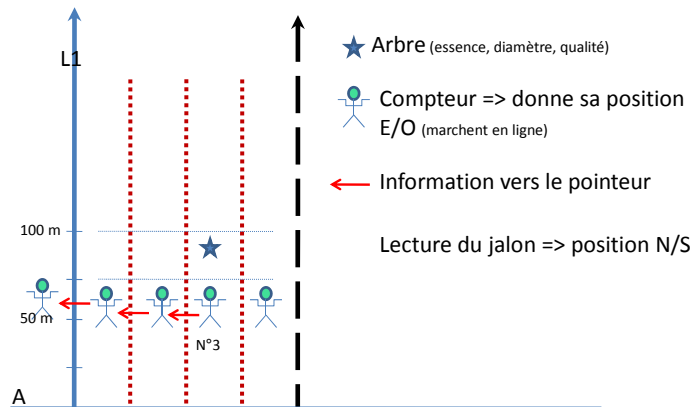 L1
100 m
50 m
N°3
A
Arbre (essence, diamètre, qualité)
Compteur => donne sa position
E/O (marchent en ligne)
Information vers le pointeur
Lecture du jalon => position N/S